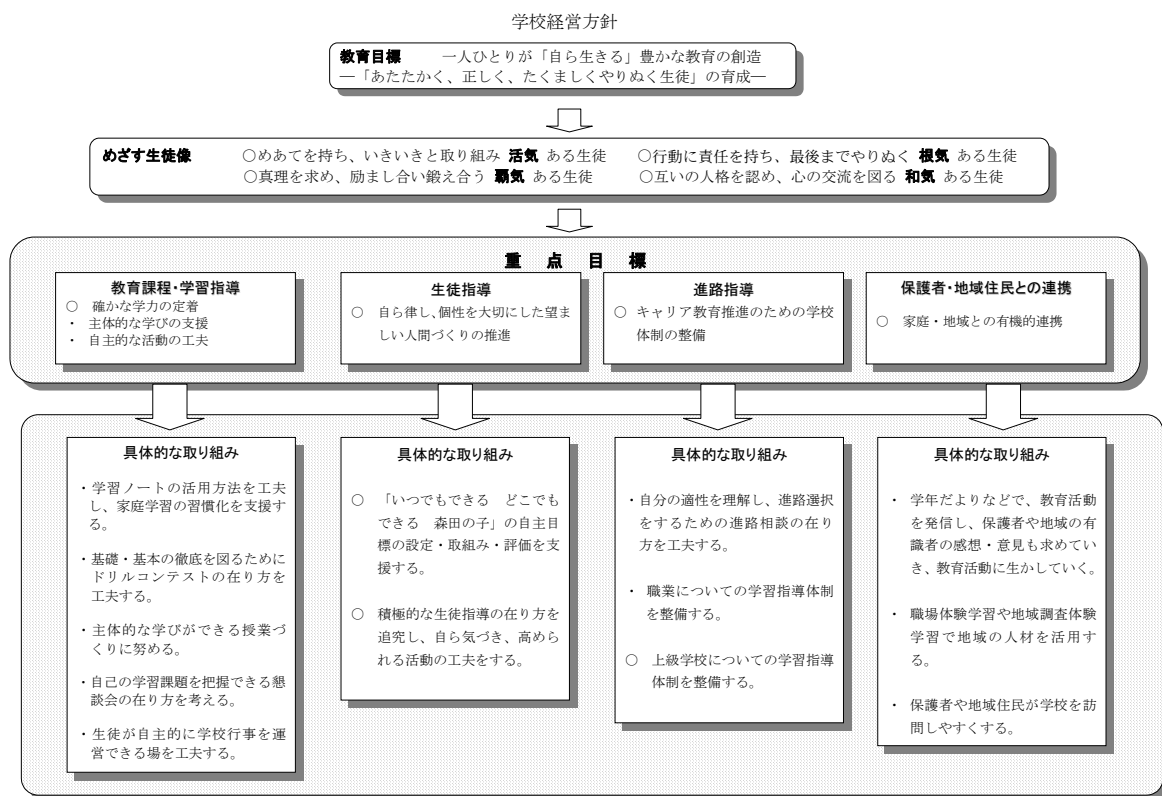 学校経営方針
教育目標　　一人ひとりが「自ら生きる」豊かな教育の創造
―「あたたかく、正しく、たくましくやりぬく生徒」の育成―
めざす生徒像　　○めあてを持ち、いきいきと取り組み 活気 ある生徒　　○行動に責任を持ち、最後までやりぬく 根気 ある生徒
○真理を求め、励まし合い鍛え合う 覇気 ある生徒　　○互いの人格を認め、心の交流を図る 和気 ある生徒
重　点　目　標
教育課程・学習指導
○　確かな学力の定着
・　主体的な学びの支援
・　自主的な活動の工夫
生徒指導
○　自ら律し、個性を大切にした望ま
しい人間づくりの推進
進路指導
○　キャリア教育推進のための学校
体制の整備
保護者・地域住民との連携
○　家庭・地域との有機的連携
具体的な取り組み
・学習ノートの活用方法を工夫
し、家庭学習の習慣化を支援す
る。
・基礎・基本の徹底を図るために
ドリルコンテストの在り方を
工夫する。
・主体的な学びができる授業づ
くりに努める。
・自己の学習課題を把握できる懇
談会の在り方を考える。
・生徒が自主的に学校行事を運
営できる場を工夫する。
具体的な取り組み
○　「いつでもできる　どこでも
できる　森田の子」の自主目
標の設定・取組み・評価を支
援する。
○　積極的な生徒指導の在り方を
追究し、自ら気づき、高めら
れる活動の工夫をする。
具体的な取り組み
・自分の適性を理解し、進路選択
をするための進路相談の在り
方を工夫する。
・　職業についての学習指導体制
を整備する。
○　上級学校についての学習指導
体制を整備する。
具体的な取り組み
・　学年だよりなどで、教育活動
を発信し、保護者や地域の有
識者の感想・意見も求めてい
き、教育活動に生かしていく。
・　職場体験学習や地域調査体験
学習で地域の人材を活用す
る。
・　保護者や地域住民が学校を訪
問しやすくする。